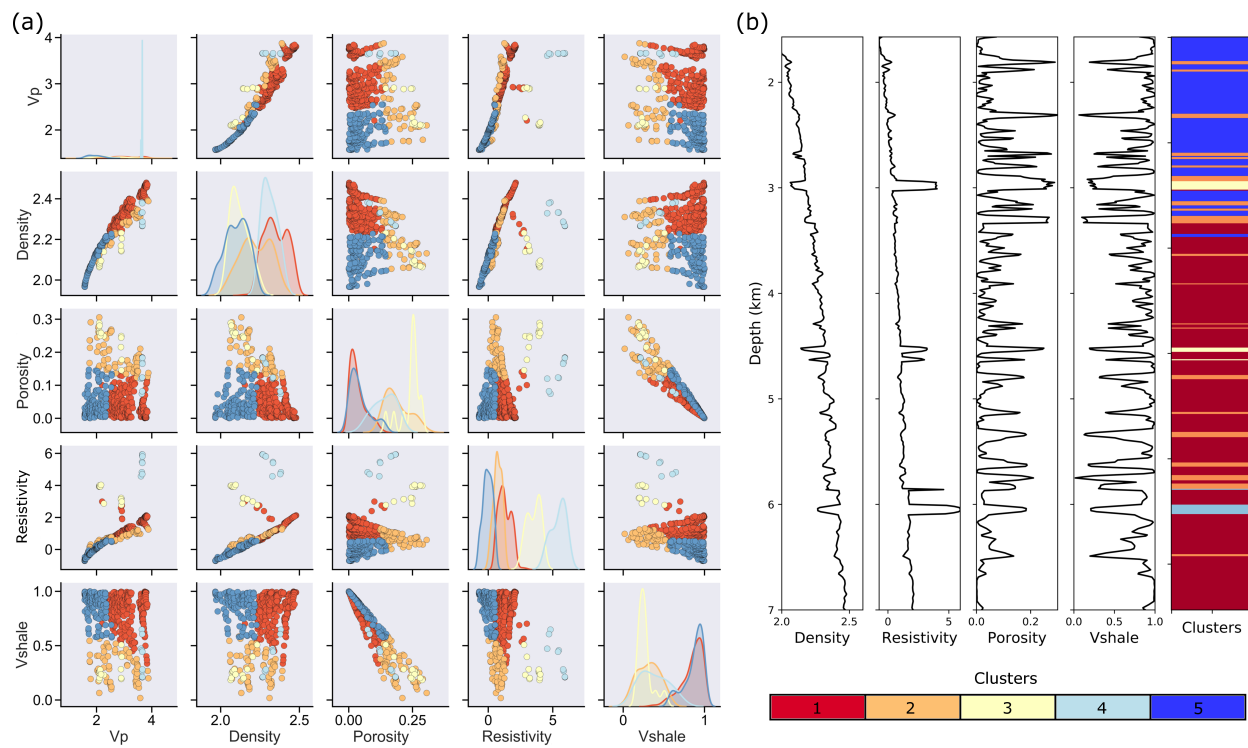 (a)
4
3
2
Vp
2.4
2.2
2.0
Density
0.3
0.2
0.1
0.0
Porosity
6
4
2
0
Resistivity
1.0
0.5
0.0
Vshale
2 4
2.0 2.5
0.00 0.25
0 5
0 1
Vp Density Porosity Resistivity Vshale
(b)
2
3
4
5
6
7
Depth (km)
2.0 2.5
0 5
0.0 0.2
0.0 1.0
Density Resistivity Porosity Vshale Clusters
Clusters
1 2 3 4 5